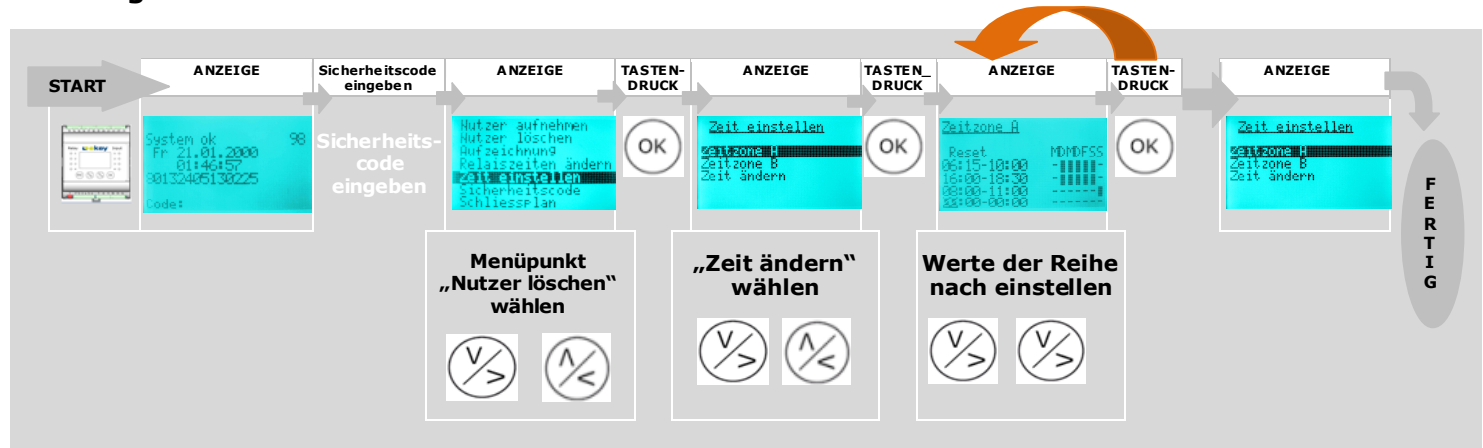 START
ANZEIGE
Sicherheitscode
eingeben
ANZEIGE
TASTEN-
DRUCK
ANZEIGE
TASTEN_
DRUCK
ANZEIGE
TASTEN-
DRUCK
ANZEIGE
ekey
System ok 98
Fr 21.01.2000
01:46:57
80132405130225
Code:
Sicherheits-
code
eingeben
Nutzer aufnehmen
Nutzer löschen
Aufzeichnung
Relaiszeiten ändern
Zeit einstellen
Sicherheitscode
Schliessplan
OK
Zeit einstellen
Zeitzone A
Zeitzone B
Zeit ändern
OK
Zeitzone A
Reset MDMDFSS
06:15-10:00
16:00-18:30
08:00-11:00
00:00-00:00
OK
Zeit einstellen
Zeitzone A
Zeitzone B
Zeit ändern
FERTIG
Menüpunkt
„Nutzer löschen“
wählen
V/>
Λ/<
„Zeit ändern“
wählen
V/>
Λ/<
Werte der Reihe
nach einstellen
V/>
V/>